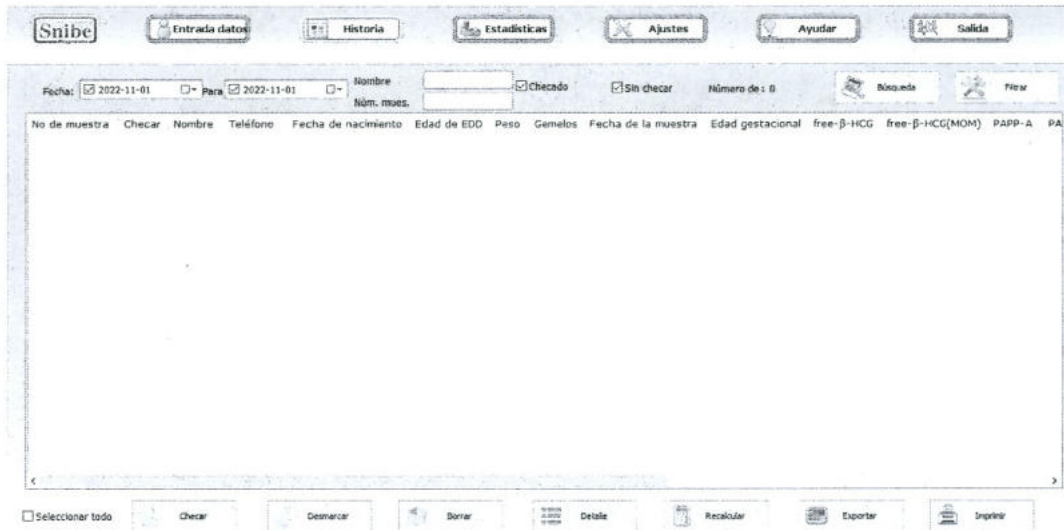 Snibe
Entrada datos
Historia
Estadísticas
Ajustes
Ayudar
Salida
Fecha: 2022-11-01 Para 2022-11-01
Nombre
Núm. mues.
Checado
Sin checar
Número de : 0
Búsqueda
Filtrar
No de muestra Checar Nombre Teléfono Fecha de nacimiento Edad de EDD Peso Gemelos Fecha de la muestra Edad gestacional free-β-HCG free-β-HCG(MOM) PAPP-A PA
Seleccionar todo
Checar
Desmarcar
Borrar
Detalle
Recalcular
Exportar
Imprimir